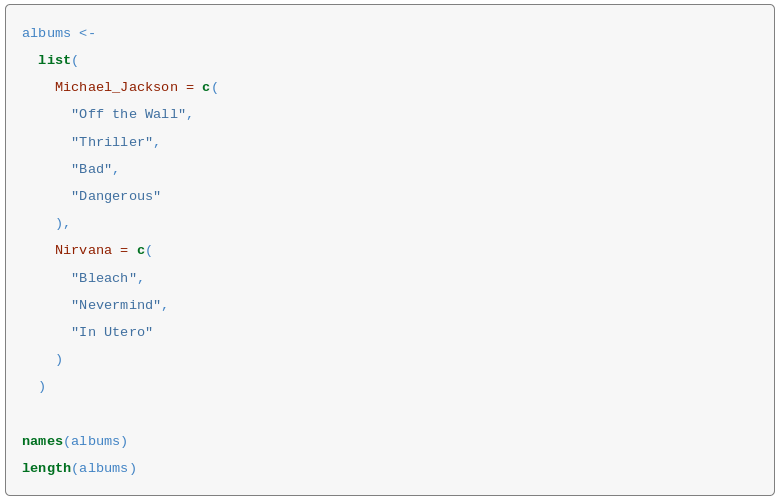 albums <-
  list(
    Michael_Jackson = c(
      "Off the Wall",
      "Thriller",
      "Bad",
      "Dangerous"
    ),
    Nirvana = c(
      "Bleach",
      "Nevermind",
      "In Utero"
    )
  )

names(albums)
length(albums)